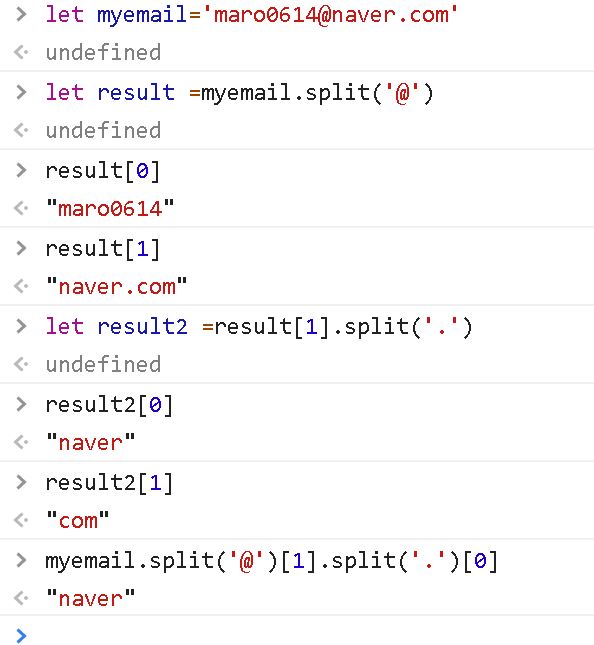 > let myemail='maro0614@naver.com'
<· undefined
> let result =myemail.split('@')
<· undefined
> result[0]
<· "maro0614"
> result[1]
<· "naver.com"
> let result2 =result[1].split('.')
<· undefined
> result2[0]
<· "naver"
> result2[1]
<· "com"
> myemail.split('@')[1].split('.')[0]
<· "naver"
>